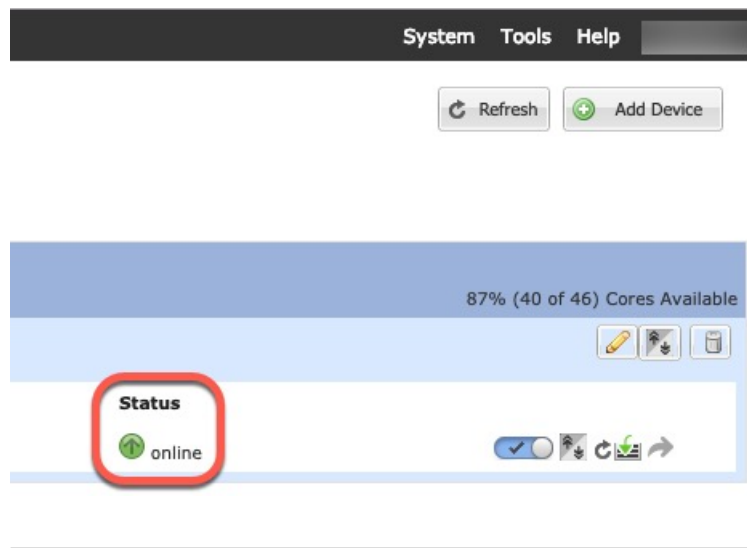 System Tools Help
Refresh Add Device
87% (40 of 46) Cores Available
Status
online